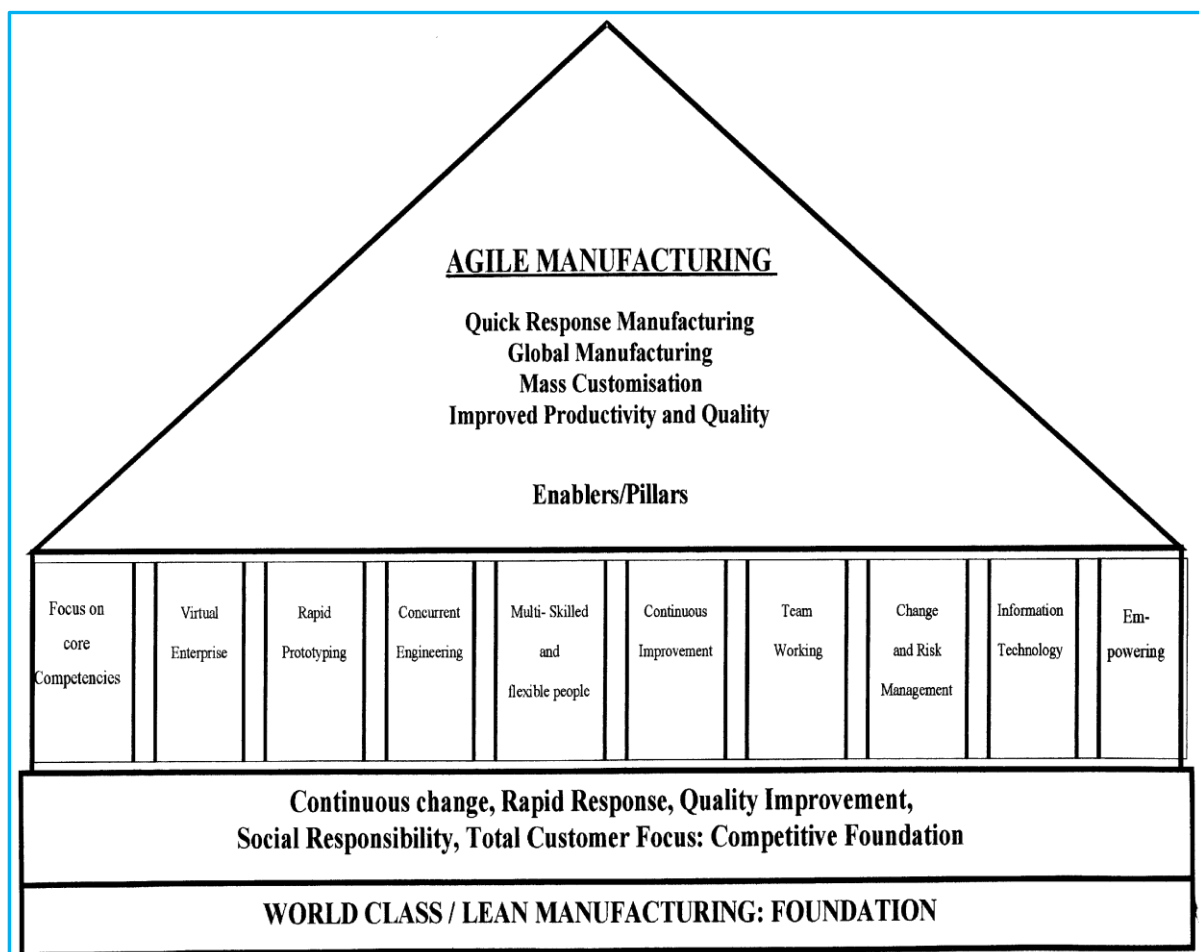 AGILE MANUFACTURING
Quick Response Manufacturing
Global Manufacturing
Mass Customisation
Improved Productivity and Quality
Enablers/Pillars
Focus on
core
Competencies
Virtual
Enterprise
Rapid
Prototyping
Concurrent
Engineering
Multi- Skilled
and
flexible people
Continuous
Improvement
Team
Working
Change
and Risk
Management
Information
Technology
Em-
powering
Continuous change, Rapid Response, Quality Improvement,
Social Responsibility, Total Customer Focus: Competitive Foundation
WORLD CLASS / LEAN MANUFACTURING: FOUNDATION